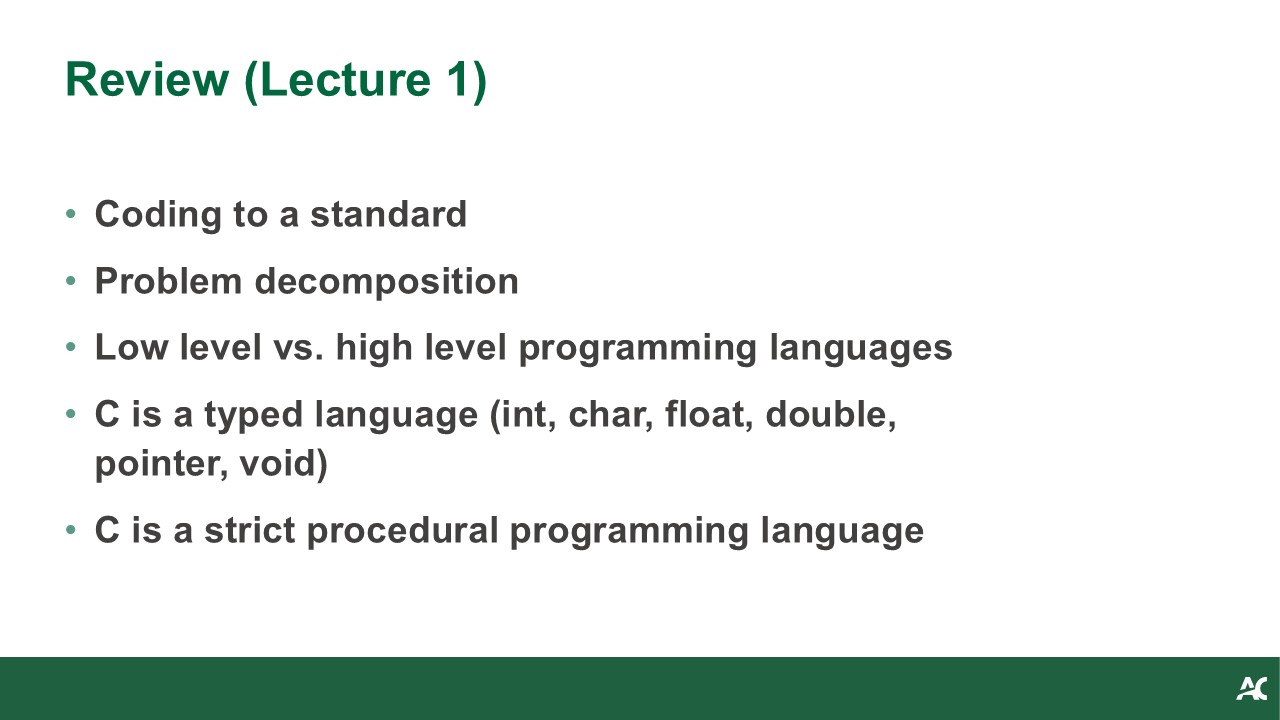 Review (Lecture 1)
• Coding to a standard
• Problem decomposition
• Low level vs. high level programming languages
• C is a typed language (int, char, float, double,
pointer, void)
• C is a strict procedural programming language
AC